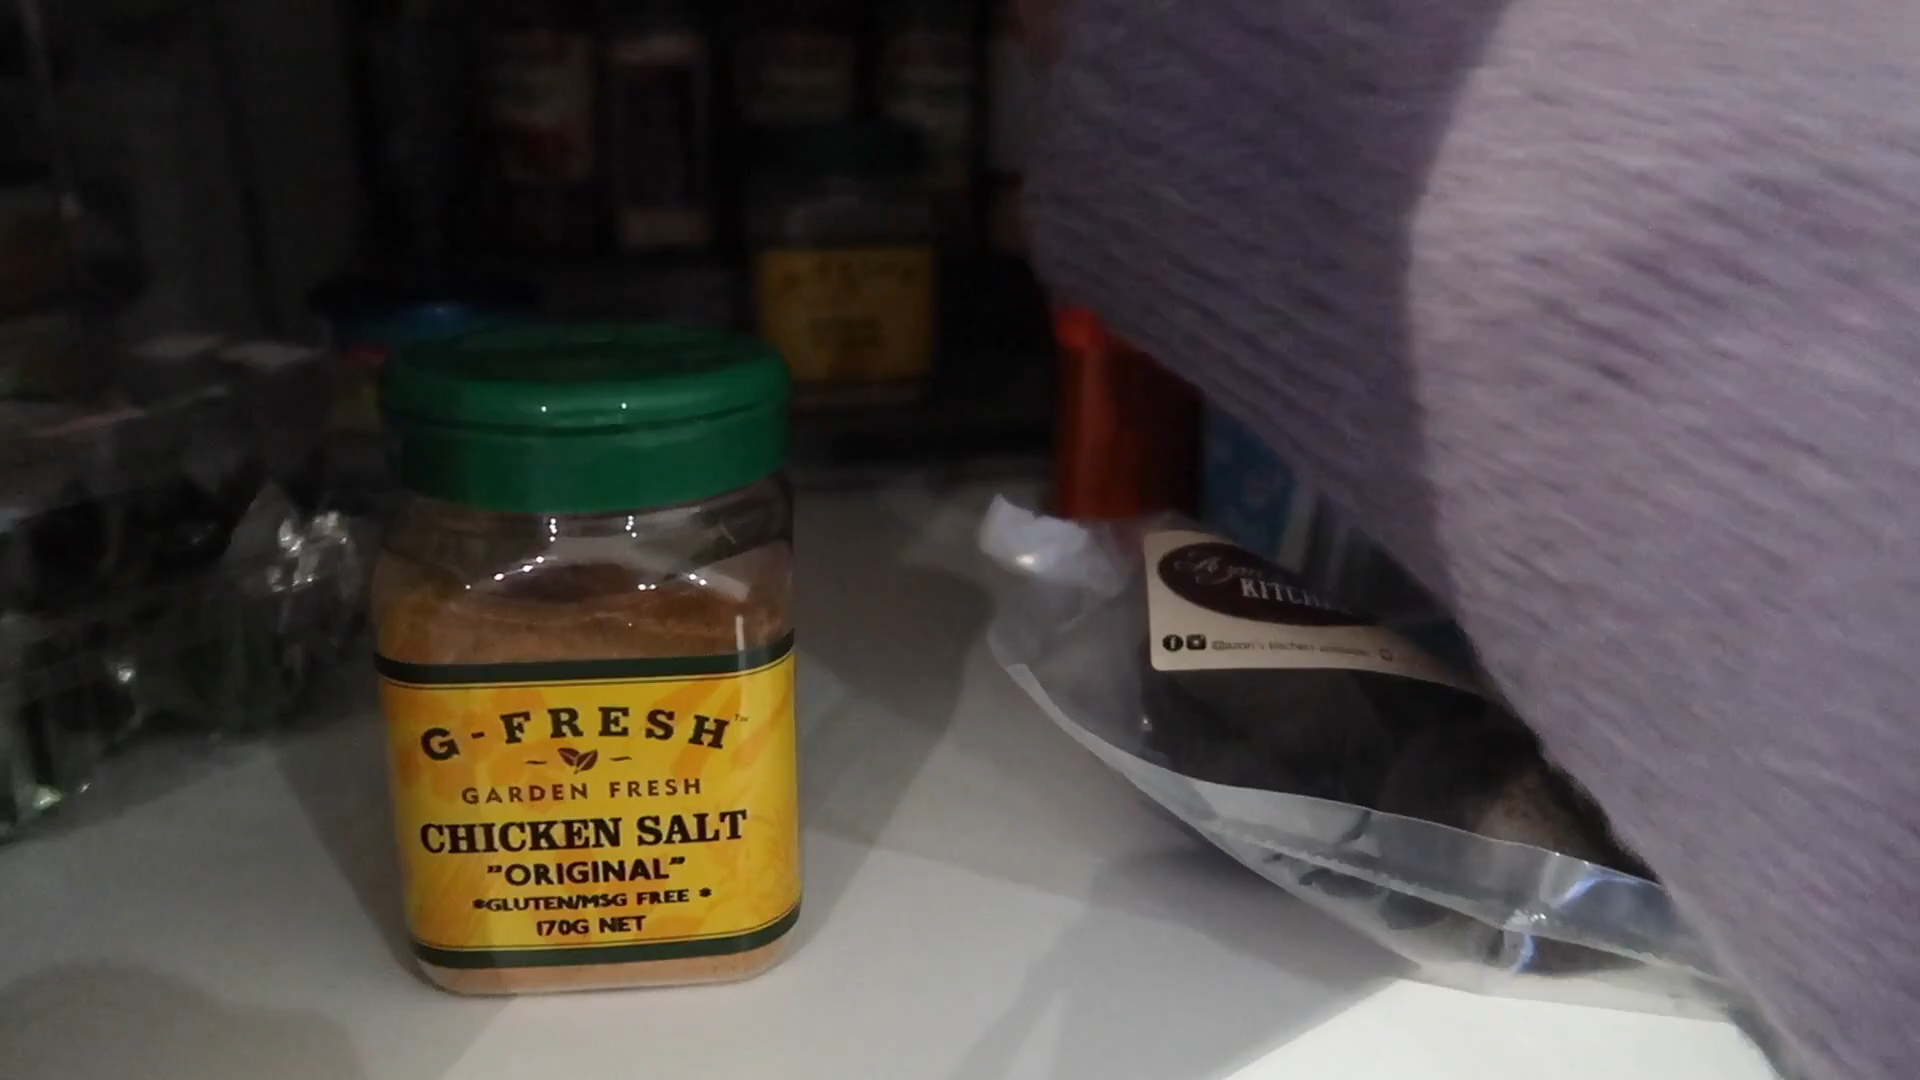 G-FRESH™
GARDEN FRESH
CHICKEN SALT
"ORIGINAL"
*GLUTEN/MSG FREE *
170G NET
KITCHEN